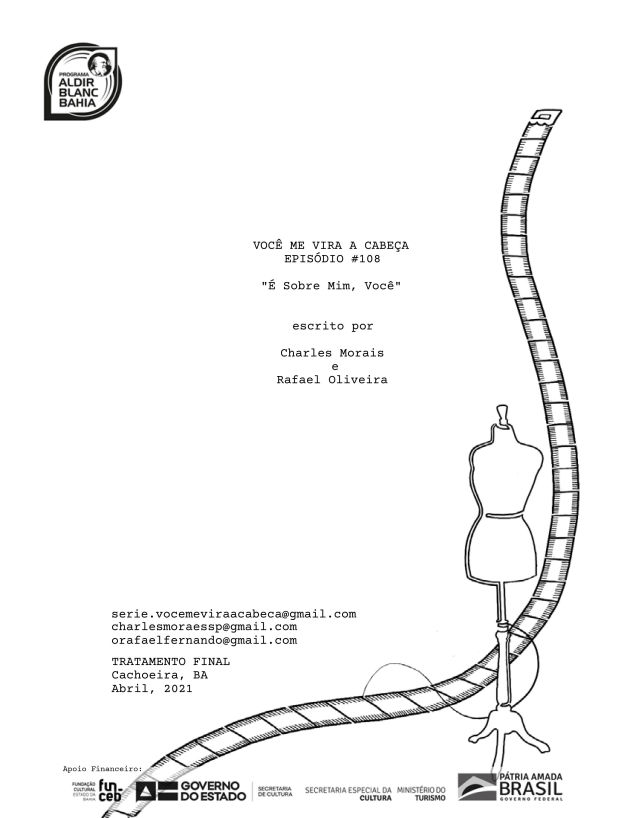 PROGRAMA
ALDIR
BLANC
BAHIA
VOCÊ ME VIRA A CABEÇA
EPISÓDIO #108
"É Sobre Mim, Você"
escrito por
Charles Morais
e
Rafael Oliveira
serie.vocemeviraacabeca@gmail.com
charlesmoraessp@gmail.com
orafaelfernando@gmail.com
TRATAMENTO FINAL
Cachoeira, BA
Abril, 2021
Apoio Financeiro:
FUNDAÇÃO
CULTURAL
ESTADO DA
BAHIA
fun-
ceb
GOVERNO
DO ESTADO
SECRETARIA
DE CULTURA
SECRETARIA ESPECIAL DA
CULTURA
MINISTÉRIO DO
TURISMO
PÁTRIA AMADA
BRASIL
GOVERNO FEDERAL